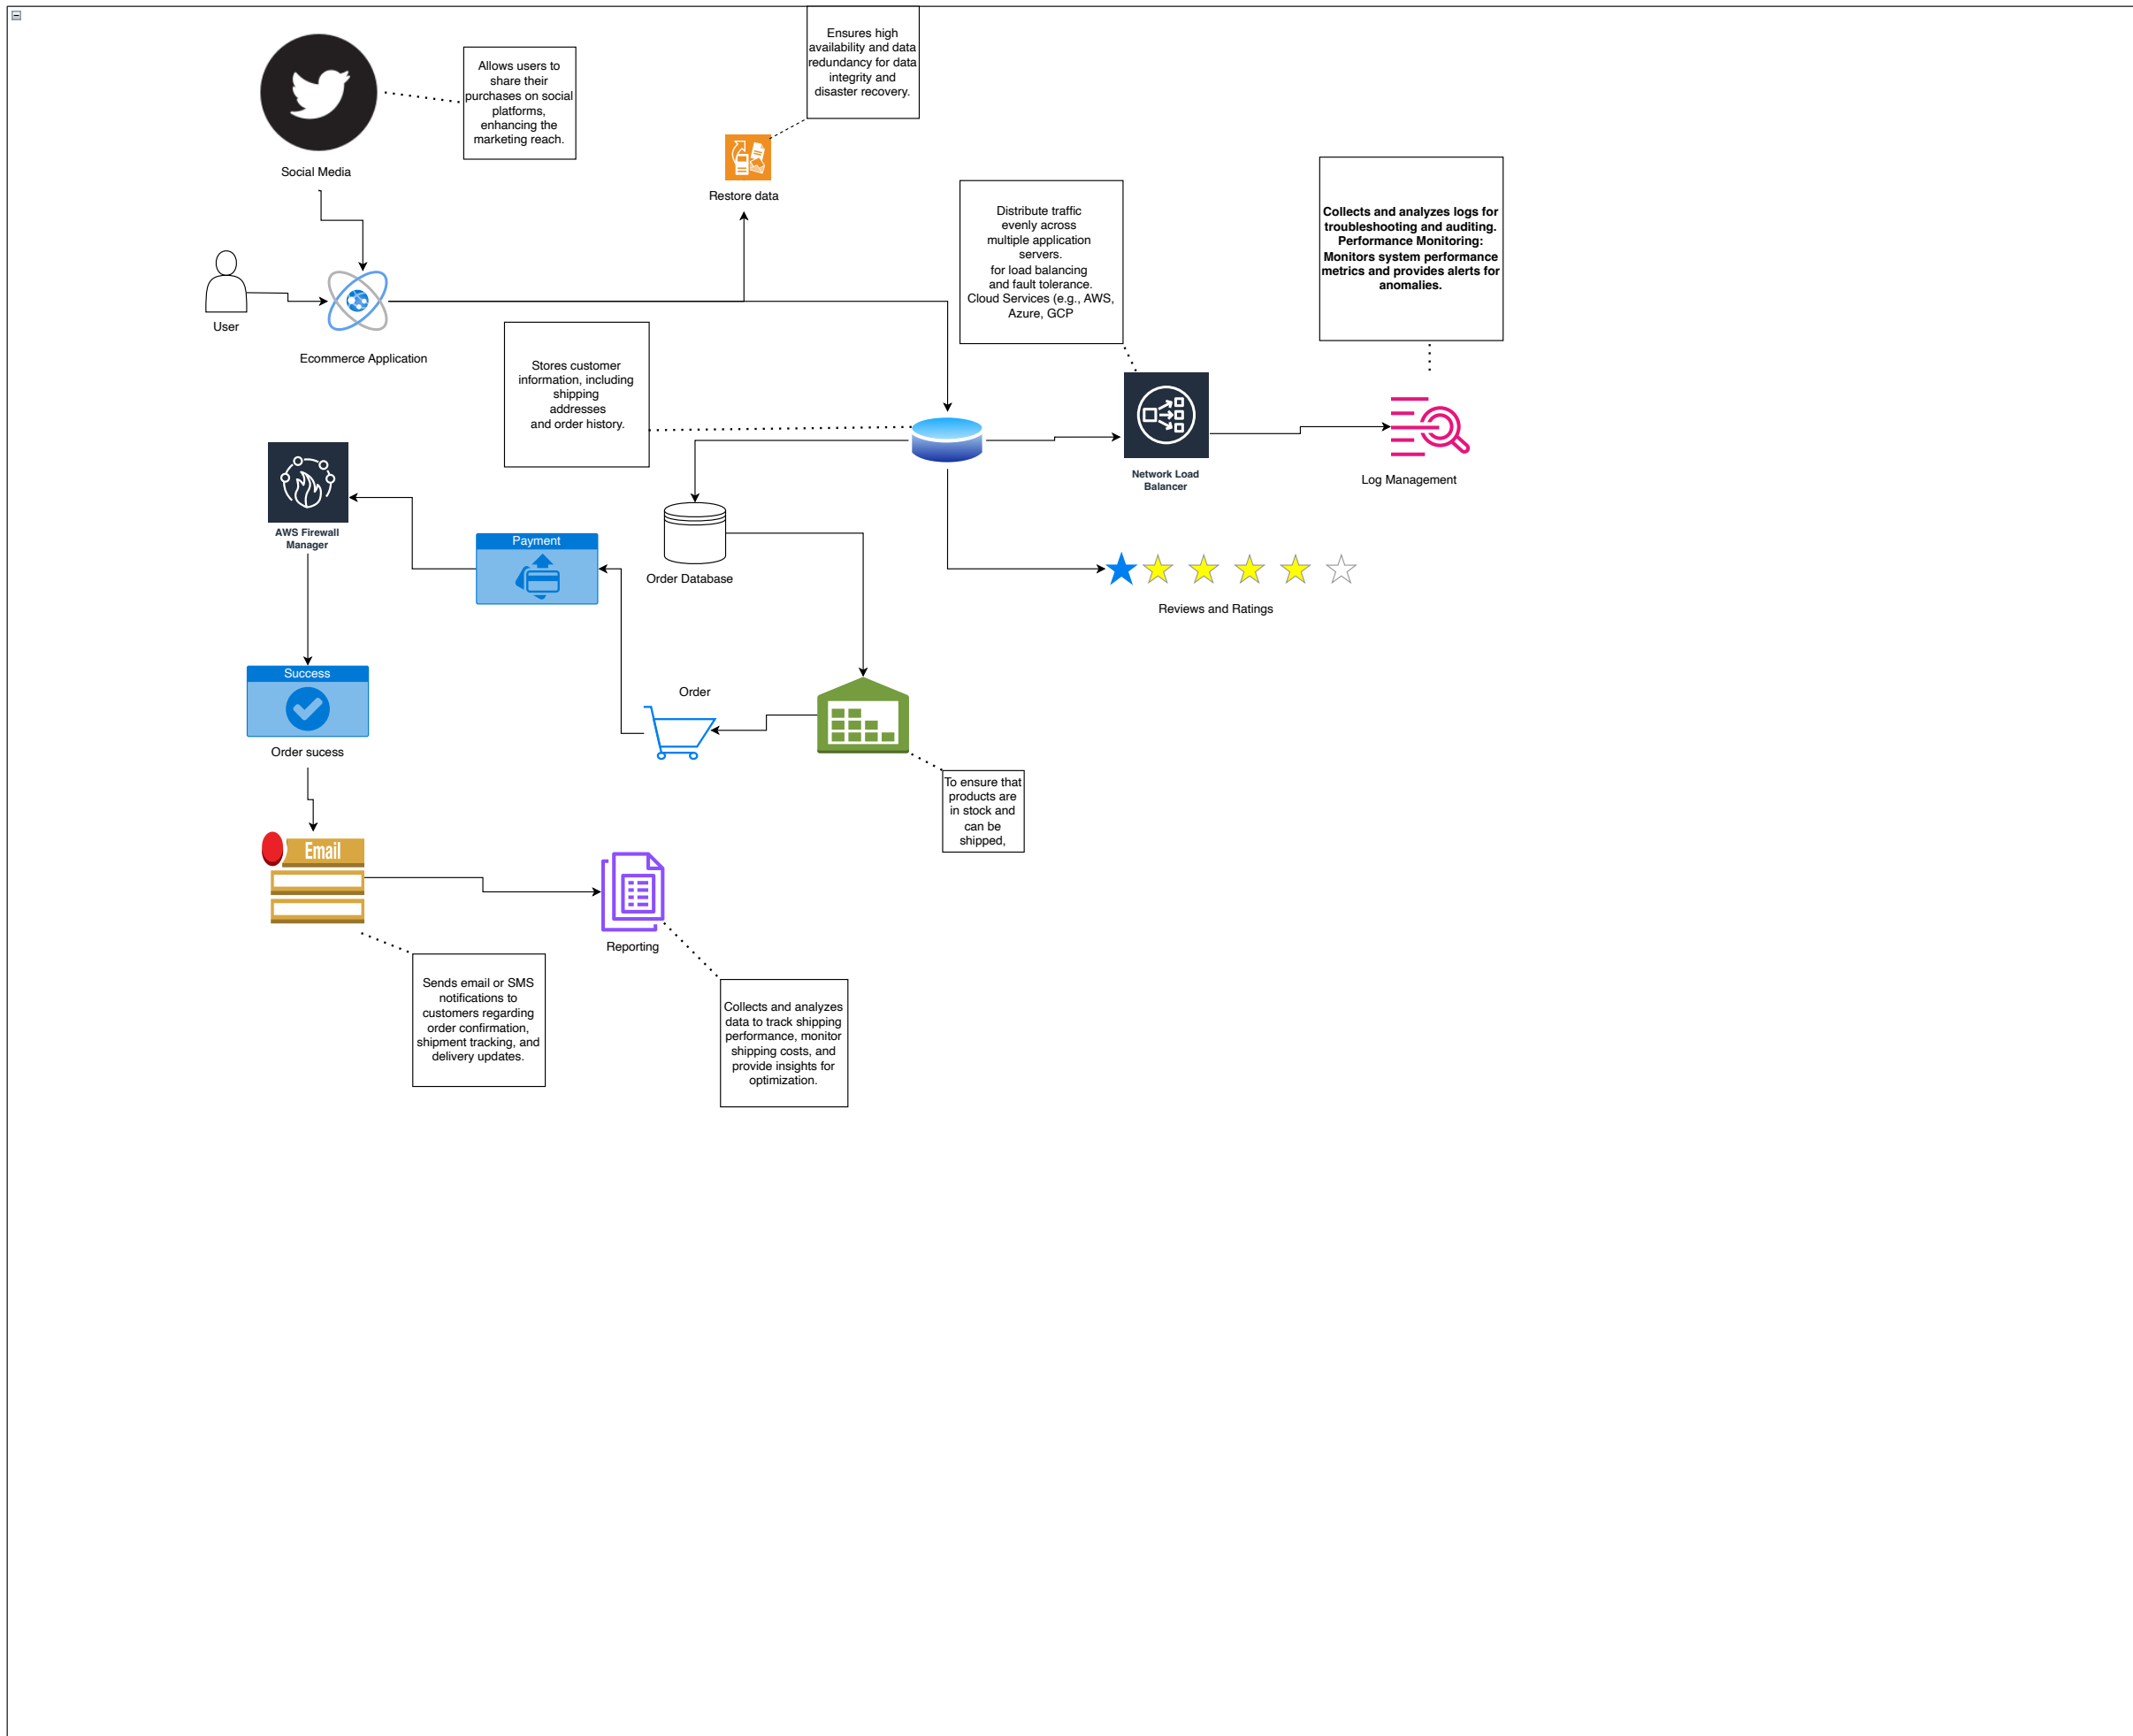 Ensures high
availability and data
redundancy for data
integrity and
disaster recovery.
Allows users to
share their
purchases on social
platforms,
enhancing the
marketing reach.
Social Media
Restore data
Distribute traffic
evenly across
multiple application
servers.
for load balancing
and fault tolerance.
Cloud Services (e.g., AWS,
Azure, GCP
Collects and analyzes logs for
troubleshooting and auditing.
Performance Monitoring:
Monitors system performance
metrics and provides alerts for
anomalies.
User
Ecommerce Application
Stores customer
information, including
shipping
addresses
and order history.
Network Load
Balancer
Log Management
AWS Firewall
Manager
Payment
Order Database
Reviews and Ratings
Success
Order sucess
Order
To ensure that
products are
in stock and
can be
shipped,
Email
Reporting
Sends email or SMS
notifications to
customers regarding
order confirmation,
shipment tracking, and
delivery updates.
Collects and analyzes
data to track shipping
performance, monitor
shipping costs, and
provide insights for
optimization.